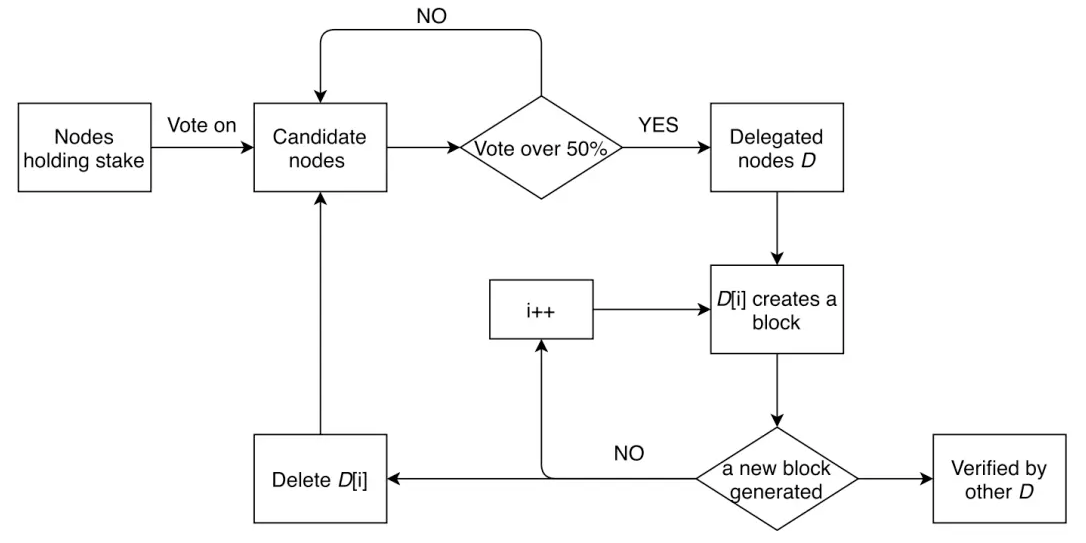 NO
Nodes
holding stake
Vote on
Candidate
nodes
Vote over 50%
YES
Delegated
nodes D
i++
D[i] creates a
block
Delete D[i]
NO
a new block
generated
Verified by
other D